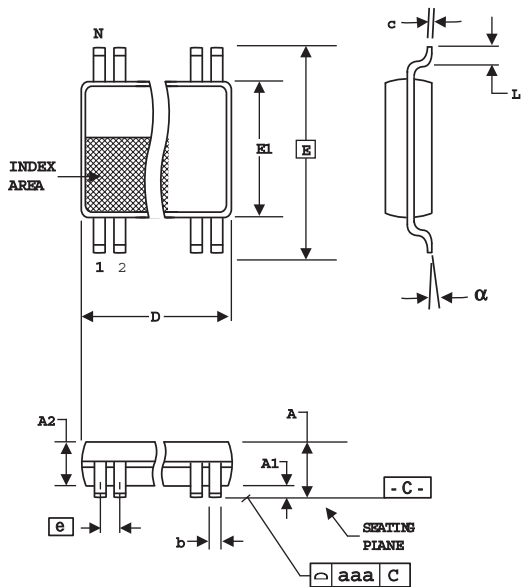 N
c
L
E1
E
INDEX
AREA
1 2
α
D
A2
A
A1
- C -
e
b
SEATING
PIANE
aaa C